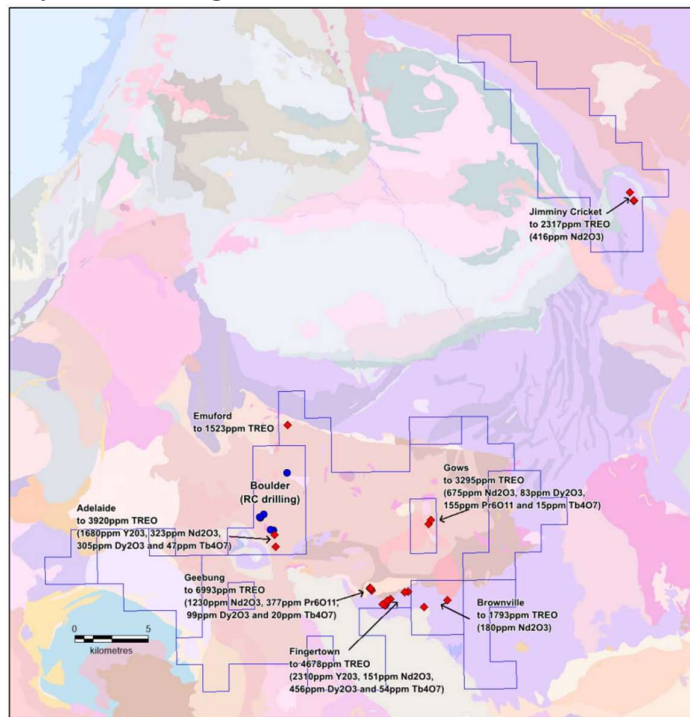 Jimminy Cricket
to 2317ppm TREO
(416ppm Nd2O3)
Emuford
to 1523ppm TREO
Boulder
(RC drilling)
Gows
to 3295ppm TREO
(675ppm Nd2O3, 83ppm Dy2O3,
155ppm Pr6O11 and 15ppm Tb4O7)
Adelaide
to 3920ppm TREO
(1680ppm Y203, 323ppm Nd2O3,
305ppm Dy2O3 and 47ppm Tb4O7)
Geebung
to 6993ppm TREO
(1230ppm Nd2O3, 377ppm Pr6O11,
99ppm Dy2O3 and 20ppm Tb4O7)
Brownville
to 1793ppm TREO
(180ppm Nd2O3)
Fingertown
to 4678ppm TREO
(2310ppm Y203, 151ppm Nd2O3,
456ppm Dy2O3 and 54ppm Tb4O7)
0 5
kilometres